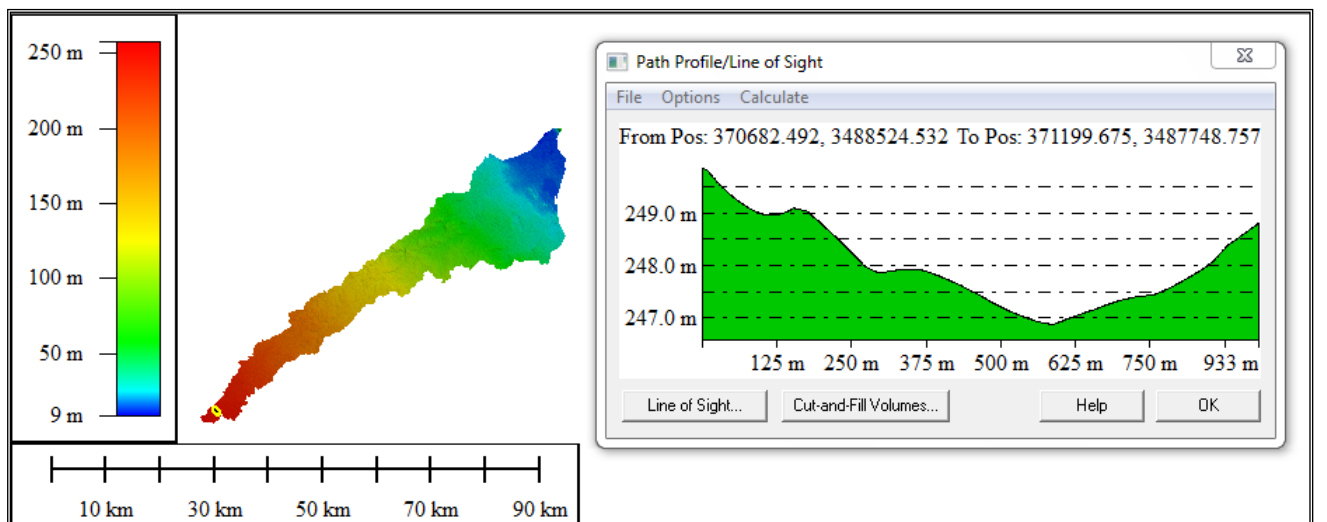 250 m
200 m
150 m
100 m
50 m
9 m
10 km 30 km 50 km 70 km 90 km
Path Profile/Line of Sight
File Options Calculate
From Pos: 370682.492, 3488524.532 To Pos: 371199.675, 3487748.757
249.0 m
248.0 m
247.0 m
125 m 250 m 375 m 500 m 625 m 750 m 933 m
Line of Sight... Cut-and-Fill Volumes... Help OK